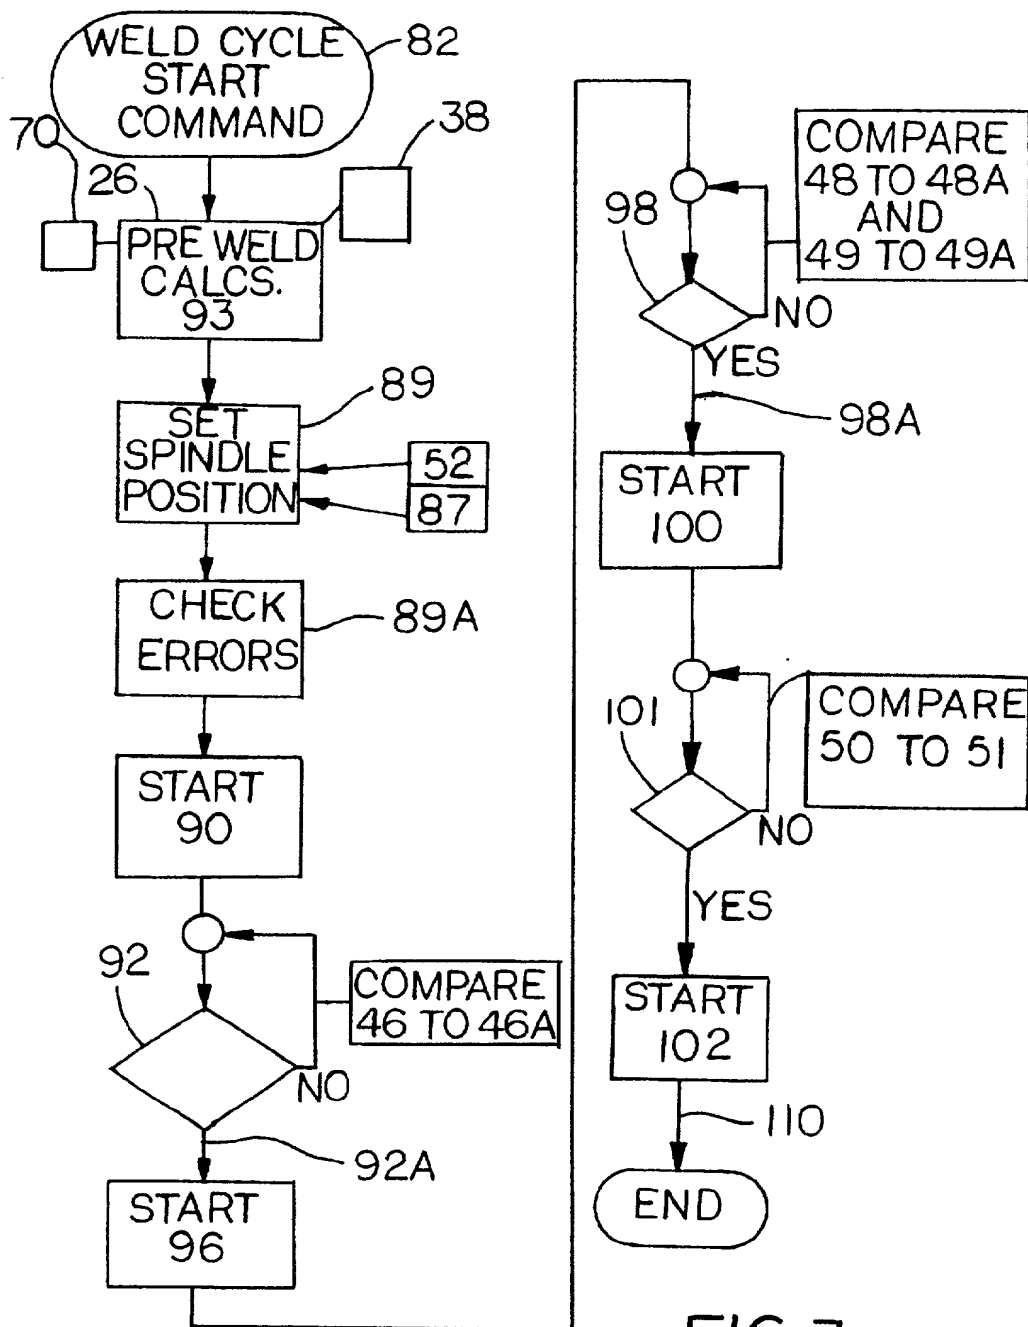 WELD CYCLE
START
COMMAND
82
70
38
26
PRE WELD
CALCS.
93
89
SET
SPINDLE
POSITION
52
87
CHECK
ERRORS
89A
START
90
92
COMPARE
46 TO 46A
NO
92A
START
96
COMPARE
48 TO 48A
AND
49 TO 49A
98
NO
YES
98A
START
100
101
COMPARE
50 TO 51
NO
YES
START
102
110
END